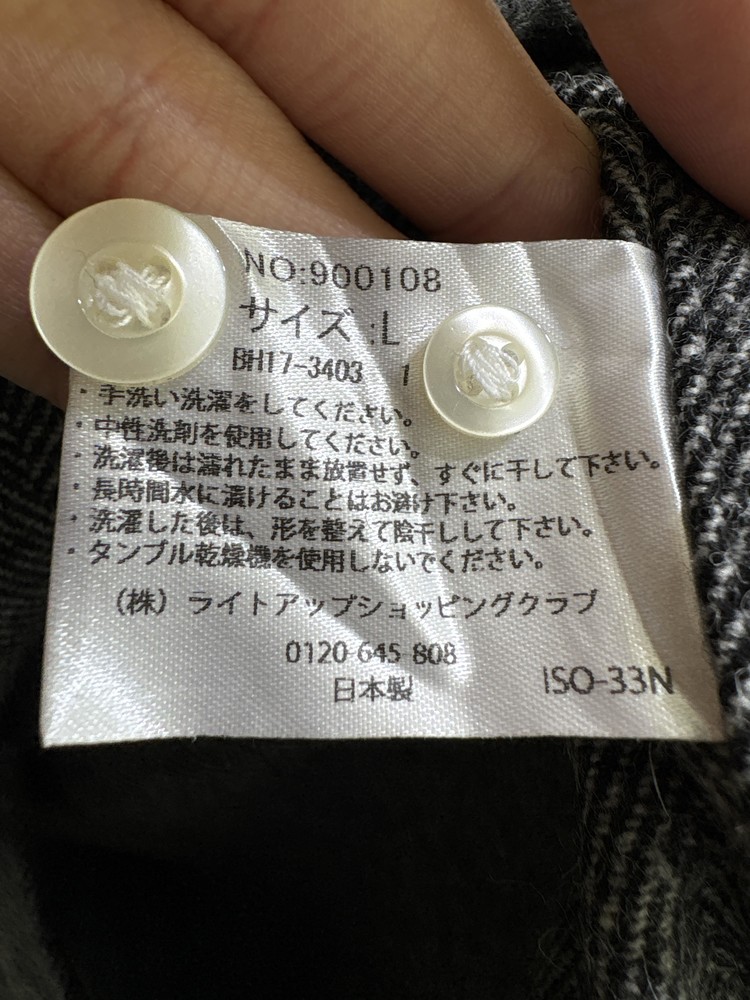 NO:900108
サイズ :L
BH17-3403 1
・手洗い洗濯をしてください。
・中性洗剤を使用してください。
・洗濯後は濡れたまま放置せず、すぐに干して下さい。
・長時間水に漬けることはお避け下さい。
・洗濯した後は、形を整えて陰干しして下さい。
・タンブル乾燥機を使用しないでください。
（株）ライトアップショッピングクラブ
0120-645-808
日本製
ISO-33N